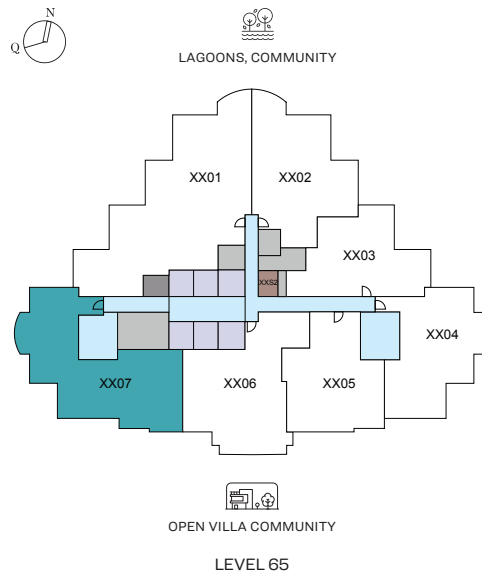 N
Q
LAGOONS, COMMUNITY
XX01
XX02
XX03
XXS2
XX04
XX07
XX06
XX05
OPEN VILLA COMMUNITY
LEVEL 65